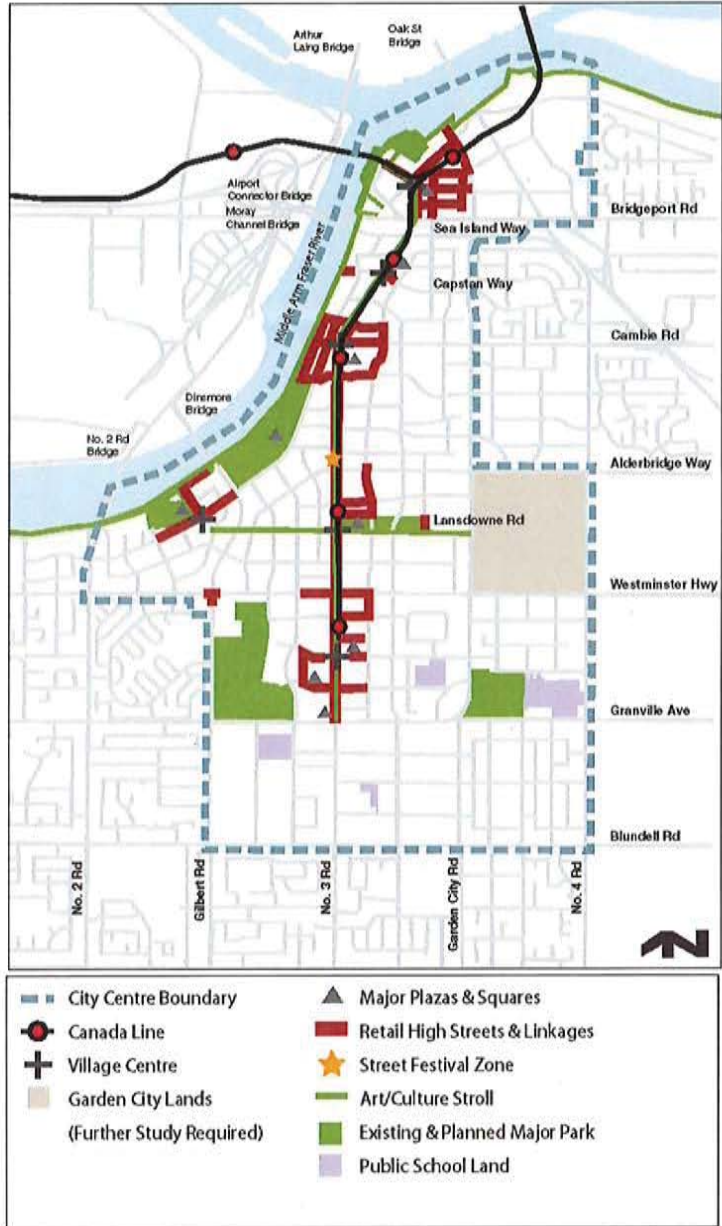 Arthur
Laing Bridge
Oak St
Bridge
Airport
Connector Bridge
Moray
Channel Bridge
Bridgeport Rd
Sea Island Way
Middle Arm Fraser River
Capstan Way
Cambie Rd
Dinsmore
Bridge
No. 2 Rd
Bridge
Alderbridge Way
Lansdowne Rd
Westminster Hwy
Granville Ave
Blundell Rd
No. 2 Rd
Gilbert Rd
No. 3 Rd
Garden City Rd
No. 4 Rd
N
City Centre Boundary
Canada Line
Village Centre
Garden City Lands
(Further Study Required)
Major Plazas & Squares
Retail High Streets & Linkages
Street Festival Zone
Art/Culture Stroll
Existing & Planned Major Park
Public School Land